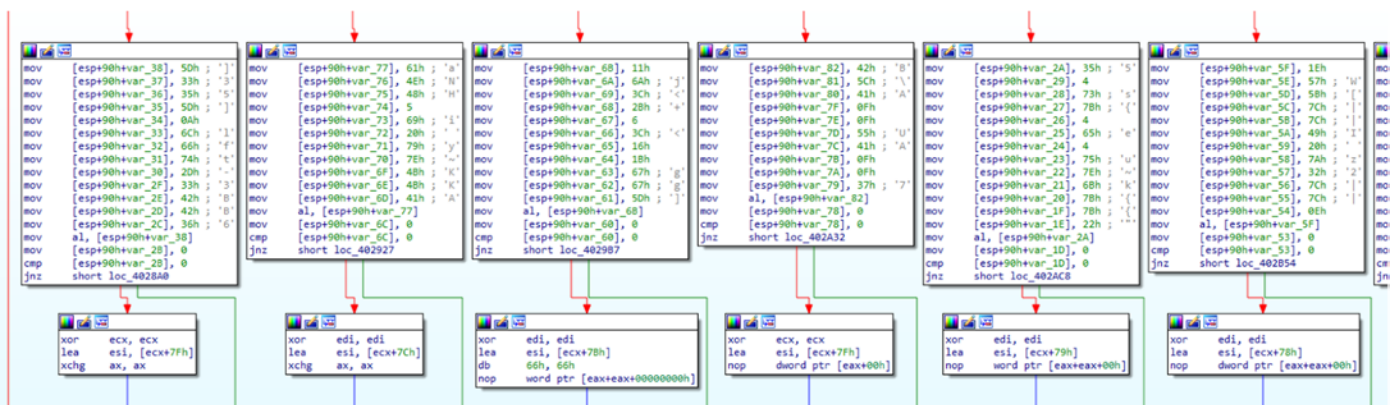 mov [esp+90h+var_38], 5Dh ; ']'
mov [esp+90h+var_37], 33h ; '3'
mov [esp+90h+var_36], 35h ; '5'
mov [esp+90h+var_35], 5Dh ; ']'
mov [esp+90h+var_34], 0Ah
mov [esp+90h+var_33], 6Ch ; 'l'
mov [esp+90h+var_32], 66h ; 'f'
mov [esp+90h+var_31], 74h ; 't'
mov [esp+90h+var_30], 2Dh ; '-'
mov [esp+90h+var_2F], 33h ; '3'
mov [esp+90h+var_2E], 42h ; 'B'
mov [esp+90h+var_2D], 42h ; 'B'
mov [esp+90h+var_2C], 36h ; '6'
mov al, [esp+90h+var_38]
mov [esp+90h+var_2B], 0
cmp [esp+90h+var_2B], 0
jnz short loc_4028A0
xor ecx, ecx
lea esi, [ecx+7Fh]
xchg ax, ax
mov [esp+90h+var_77], 61h ; 'a'
mov [esp+90h+var_76], 4Eh ; 'N'
mov [esp+90h+var_75], 48h ; 'H'
mov [esp+90h+var_74], 5
mov [esp+90h+var_73], 69h ; 'i'
mov [esp+90h+var_72], 20h ; ' '
mov [esp+90h+var_71], 79h ; 'y'
mov [esp+90h+var_70], 7Eh ; '~'
mov [esp+90h+var_6F], 4Bh ; 'K'
mov [esp+90h+var_6E], 4Bh ; 'K'
mov [esp+90h+var_6D], 41h ; 'A'
mov al, [esp+90h+var_77]
mov [esp+90h+var_6C], 0
cmp [esp+90h+var_6C], 0
jnz short loc_402927
xor edi, edi
lea esi, [ecx+7Ch]
xchg ax, ax
mov [esp+90h+var_6B], 11h
mov [esp+90h+var_6A], 6Ah ; 'j'
mov [esp+90h+var_69], 3Ch ; '<'
mov [esp+90h+var_68], 2Bh ; '+'
mov [esp+90h+var_67], 6
mov [esp+90h+var_66], 3Ch ; '<'
mov [esp+90h+var_65], 16h
mov [esp+90h+var_64], 1Bh
mov [esp+90h+var_63], 67h ; 'g'
mov [esp+90h+var_62], 67h ; 'g'
mov [esp+90h+var_61], 5Dh ; ']'
mov al, [esp+90h+var_6B]
mov [esp+90h+var_60], 0
cmp [esp+90h+var_60], 0
jnz short loc_4029B7
xor edi, edi
lea esi, [ecx+7Bh]
db 66h, 66h
nop word ptr [eax+eax+00000000h]
mov [esp+90h+var_82], 42h ; 'B'
mov [esp+90h+var_81], 5Ch ; '\'
mov [esp+90h+var_80], 41h ; 'A'
mov [esp+90h+var_7F], 0Fh
mov [esp+90h+var_7E], 0Fh
mov [esp+90h+var_7D], 55h ; 'U'
mov [esp+90h+var_7C], 41h ; 'A'
mov [esp+90h+var_7B], 0Fh
mov [esp+90h+var_7A], 0Fh
mov [esp+90h+var_79], 37h ; '7'
mov al, [esp+90h+var_82]
mov [esp+90h+var_78], 0
cmp [esp+90h+var_78], 0
jnz short loc_402A32
xor ecx, ecx
lea esi, [ecx+7Fh]
nop dword ptr [eax+00h]
mov [esp+90h+var_2A], 35h ; '5'
mov [esp+90h+var_29], 4
mov [esp+90h+var_28], 73h ; 's'
mov [esp+90h+var_27], 7Bh ; '{'
mov [esp+90h+var_26], 4
mov [esp+90h+var_25], 65h ; 'e'
mov [esp+90h+var_24], 4
mov [esp+90h+var_23], 75h ; 'u'
mov [esp+90h+var_22], 7Eh ; '~'
mov [esp+90h+var_21], 6Bh ; 'k'
mov [esp+90h+var_20], 7Bh ; '{'
mov [esp+90h+var_1F], 7Bh ; '{'
mov [esp+90h+var_1E], 22h ; '"'
mov al, [esp+90h+var_2A]
mov [esp+90h+var_1D], 0
cmp [esp+90h+var_1D], 0
jnz short loc_402AC8
xor edi, edi
lea esi, [ecx+79h]
nop word ptr [eax+eax+00h]
mov [esp+90h+var_5F], 1Eh
mov [esp+90h+var_5E], 57h ; 'W'
mov [esp+90h+var_5D], 5Bh ; '['
mov [esp+90h+var_5C], 7Ch ; '|'
mov [esp+90h+var_5B], 7Ch ; '|'
mov [esp+90h+var_5A], 49h ; 'I'
mov [esp+90h+var_59], 20h ; ' '
mov [esp+90h+var_58], 7Ah ; 'z'
mov [esp+90h+var_57], 32h ; '2'
mov [esp+90h+var_56], 7Ch ; '|'
mov [esp+90h+var_55], 7Ch ; '|'
mov [esp+90h+var_54], 0Eh
mov al, [esp+90h+var_5F]
mov [esp+90h+var_53], 0
cmp [esp+90h+var_53], 0
jnz short loc_402B54
xor edi, edi
lea esi, [ecx+78h]
nop dword ptr [eax+eax+00h]